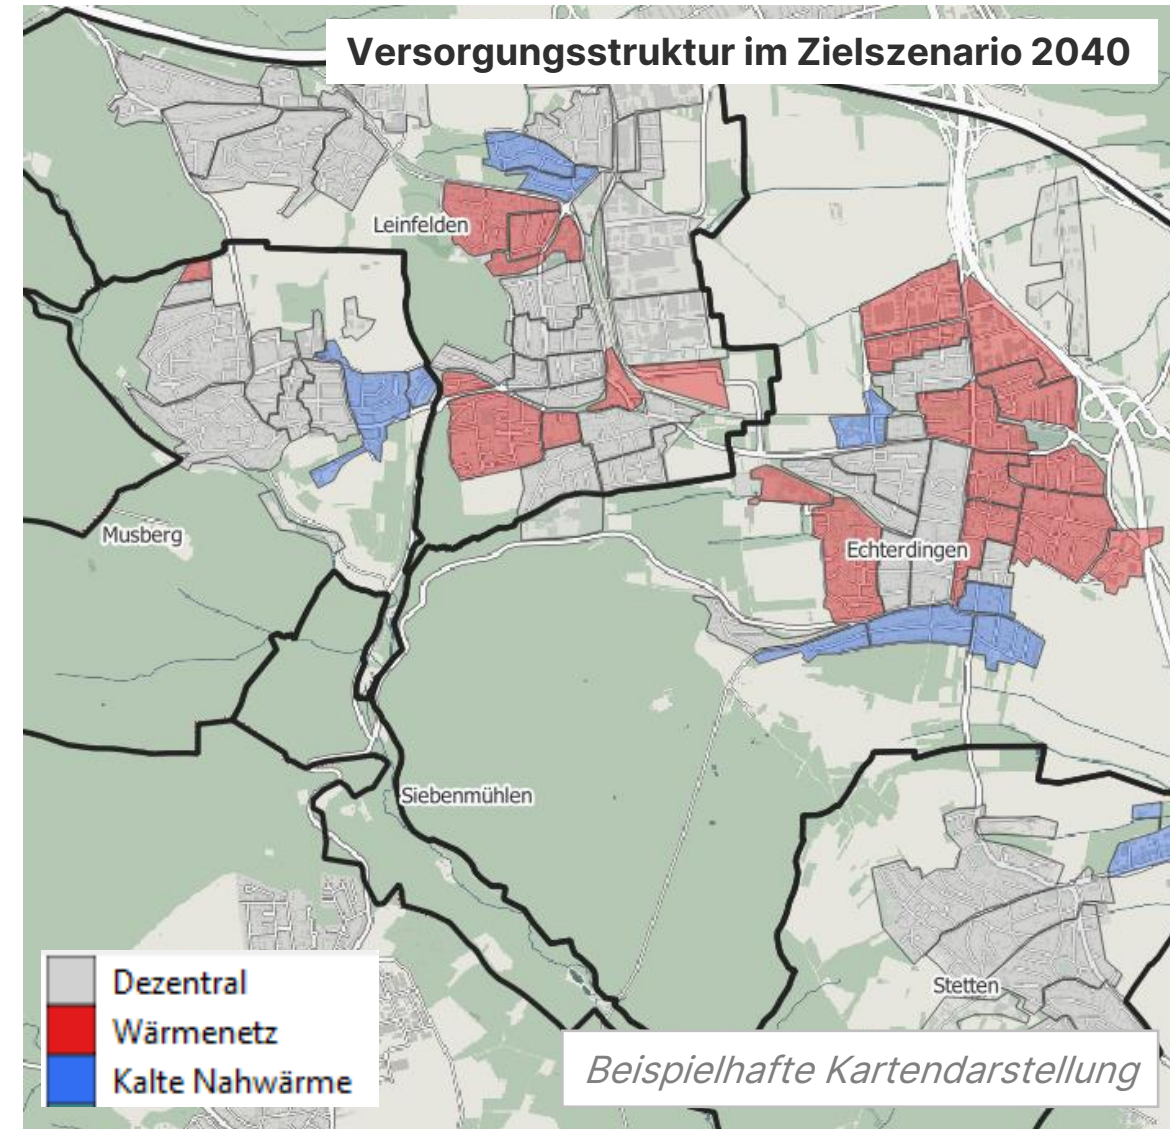 Versorgungsstruktur im Zielszenario 2040
Leinfelden
Musberg
Echterdingen
Siebenmühlen
Stetten
Dezentral
Wärmenetz
Kalte Nahwärme
Beispielhafte Kartendarstellung